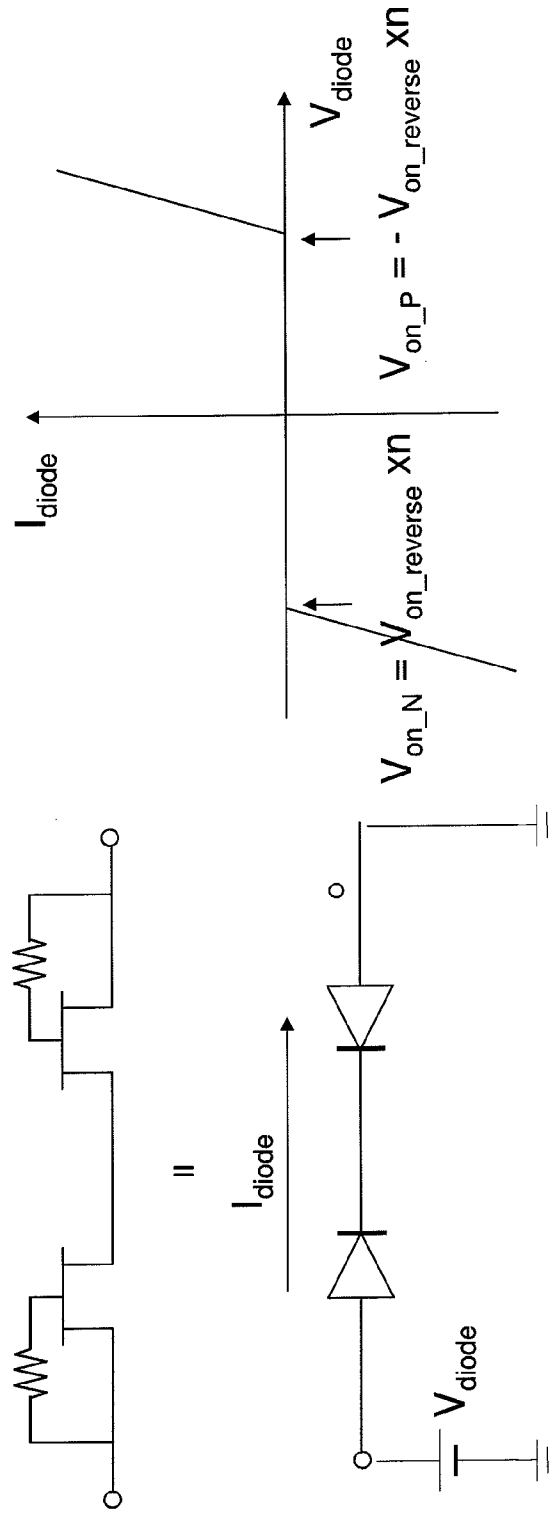 =
I_diode
V_diode
I_diode
V_diode
V_on_N = V_on_reverse xn
V_on_P = - V_on_reverse xn